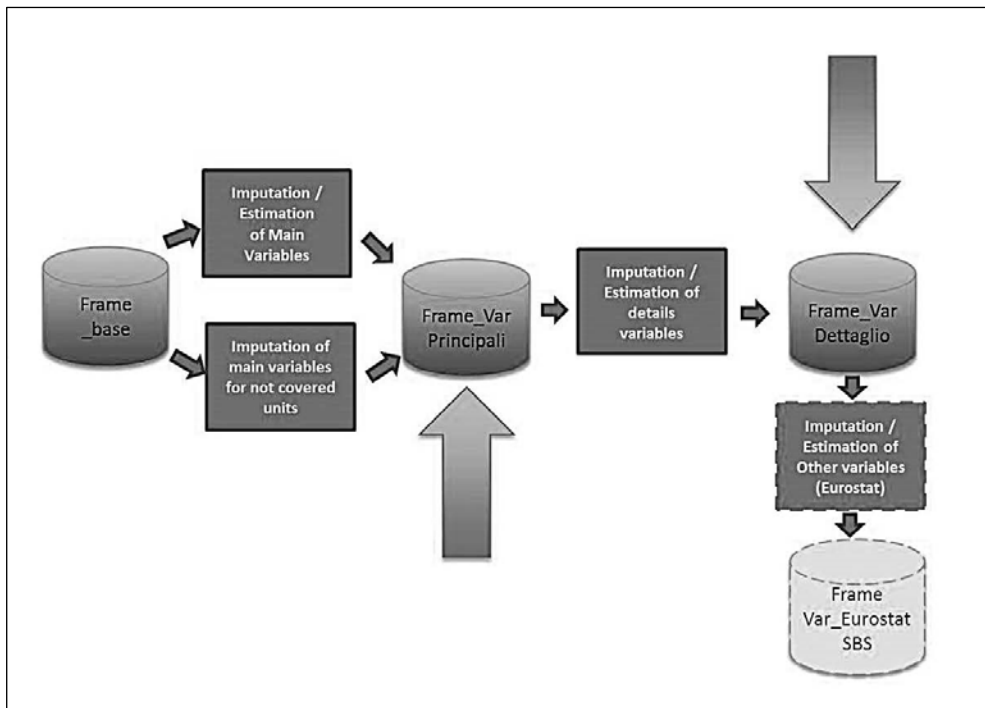 Frame
_base
Imputation /
Estimation
of Main
Variables
Imputation of
main variables
for not covered
units
Frame_Var
Principali
Imputation /
Estimation of
details
variables
Frame_Var
Dettaglio
Imputation /
Estimation of
Other variables
(Eurostat)
Frame
Var_Eurostat
SBS